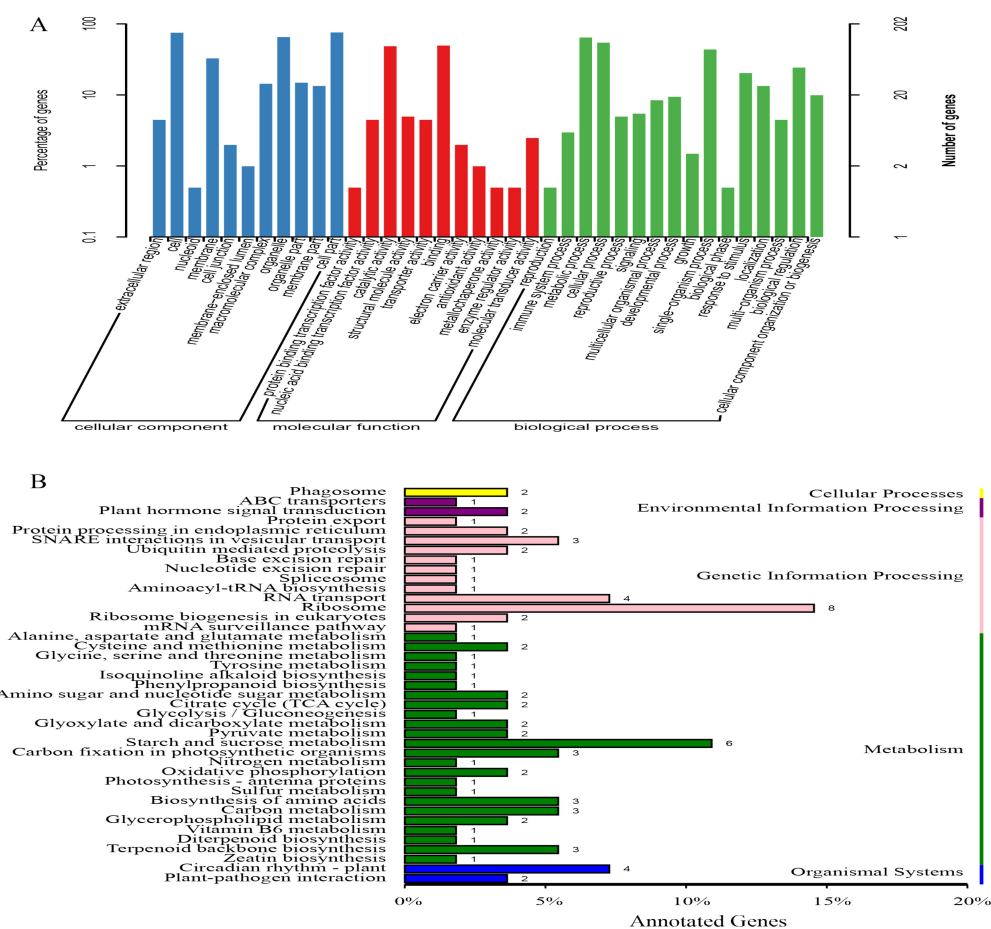 A
Percentage of genes
100
10
1
0.1
Number of genes
202
20
2
1
extracellular region
cell
nucleoid
membrane
cell junction
membrane-enclosed lumen
macromolecular complex
organelle
organelle part
membrane part
cell part
protein binding transcription factor activity
nucleic acid binding transcription factor activity
catalytic activity
structural molecule activity
transporter activity
binding
electron carrier activity
antioxidant activity
metallochaperone activity
enzyme regulator activity
molecular transducer activity
reproduction
immune system process
metabolic process
cellular process
reproductive process
signaling
multicellular organismal process
developmental process
growth
single-organism process
biological phase
response to stimulus
localization
multi-organism process
biological regulation
cellular component organization or biogenesis
cellular component
molecular function
biological process
B
Phagosome 2
ABC transporters 1
Plant hormone signal transduction 2
Protein export 1
Protein processing in endoplasmic reticulum 2
SNARE interactions in vesicular transport 3
Ubiquitin mediated proteolysis 2
Base excision repair 1
Nucleotide excision repair 1
Spliceosome 1
Aminoacyl-tRNA biosynthesis 1
RNA transport 4
Ribosome 8
Ribosome biogenesis in eukaryotes 2
mRNA surveillance pathway 1
Alanine, aspartate and glutamate metabolism 1
Cysteine and methionine metabolism 2
Glycine, serine and threonine metabolism 1
Tyrosine metabolism 1
Isoquinoline alkaloid biosynthesis 1
Phenylpropanoid biosynthesis 1
Amino sugar and nucleotide sugar metabolism 2
Citrate cycle (TCA cycle) 2
Glycolysis / Gluconeogenesis 1
Glyoxylate and dicarboxylate metabolism 2
Pyruvate metabolism 2
Starch and sucrose metabolism 6
Carbon fixation in photosynthetic organisms 3
Nitrogen metabolism 1
Oxidative phosphorylation 2
Photosynthesis - antenna proteins 1
Sulfur metabolism 1
Biosynthesis of amino acids 3
Carbon metabolism 3
Glycerophospholipid metabolism 2
Vitamin B6 metabolism 1
Diterpenoid biosynthesis 1
Terpenoid backbone biosynthesis 3
Zeatin biosynthesis 1
Circadian rhythm - plant 4
Plant-pathogen interaction 2
Cellular Processes
Environmental Information Processing
Genetic Information Processing
Metabolism
Organismal Systems
0% 5% 10% 15% 20%
Annotated Genes